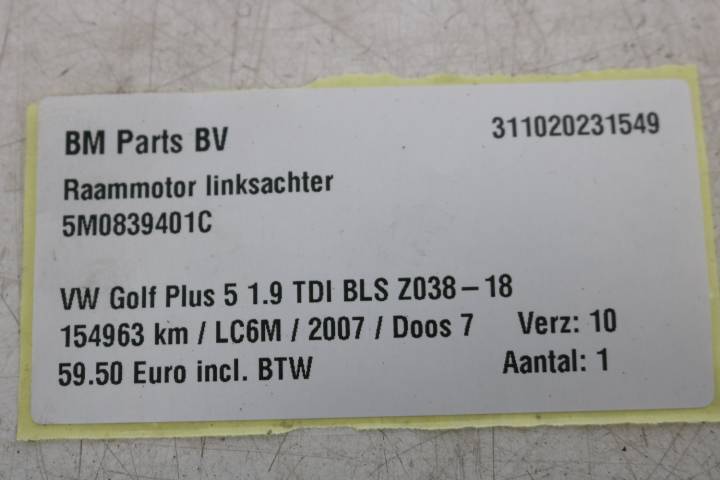 BM Parts BV 311020231549
Raammotor linksachter
5M0839401C
VW Golf Plus 5 1.9 TDI BLS Z038-18
154963 km / LC6M / 2007 / Doos 7 Verz: 10
59.50 Euro incl. BTW Aantal: 1